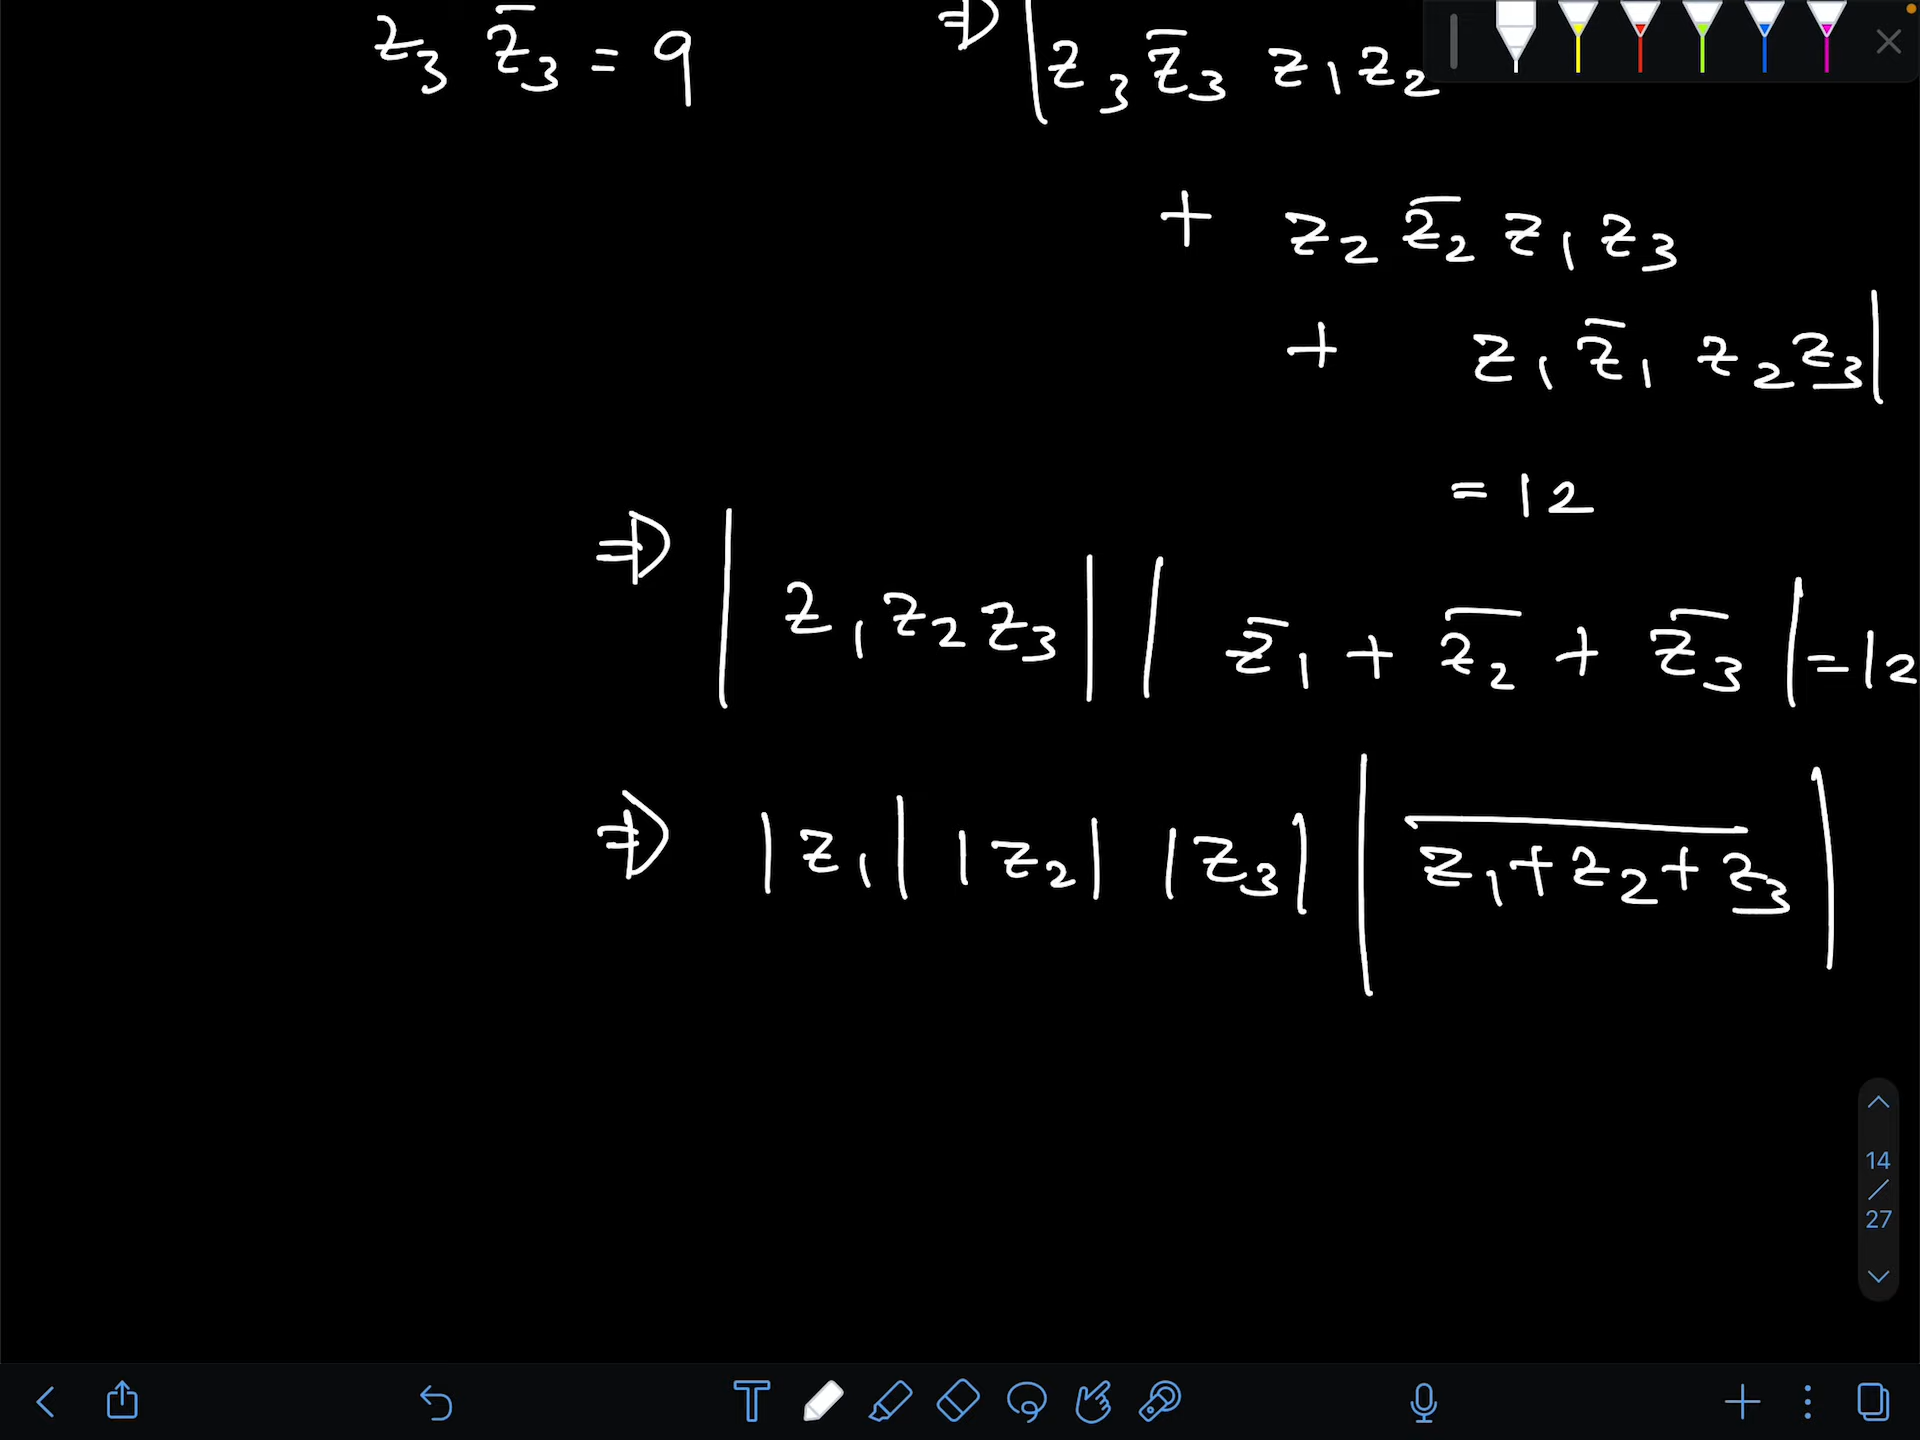 z₃ z̄₃ = 9
⇒ |z₃ z̄₃ z₁ z₂
+ z₂ z̄₂ z₁ z₃
+ z₁ z̄₁ z₂ z₃|
= 12
⇒ |z₁ z₂ z₃| |z̄₁ + z̄₂ + z̄₃| = 12
⇒ |z₁| |z₂| |z₃| |\overline{z₁ + z₂ + z₃}|
14
/
27
T